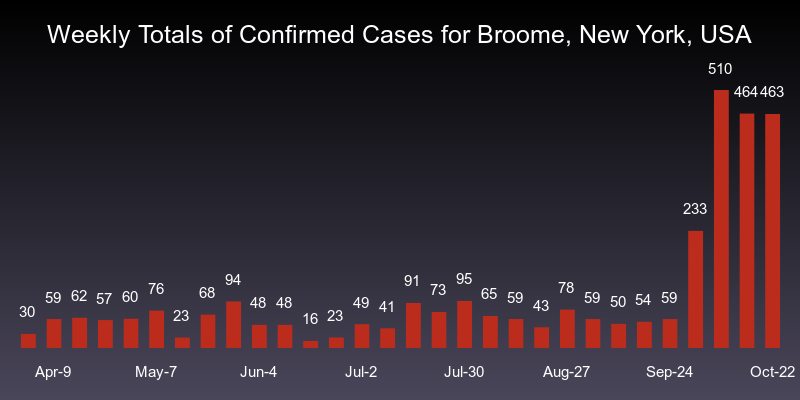 Weekly Totals of Confirmed Cases for Broome, New York, USA
30 59 62 57 60 76 23 68 94 48 48 16 23 49 41 91 73 95 65 59 43 78 59 50 54 59 233 510 464 463
Apr-9 May-7 Jun-4 Jul-2 Jul-30 Aug-27 Sep-24 Oct-22